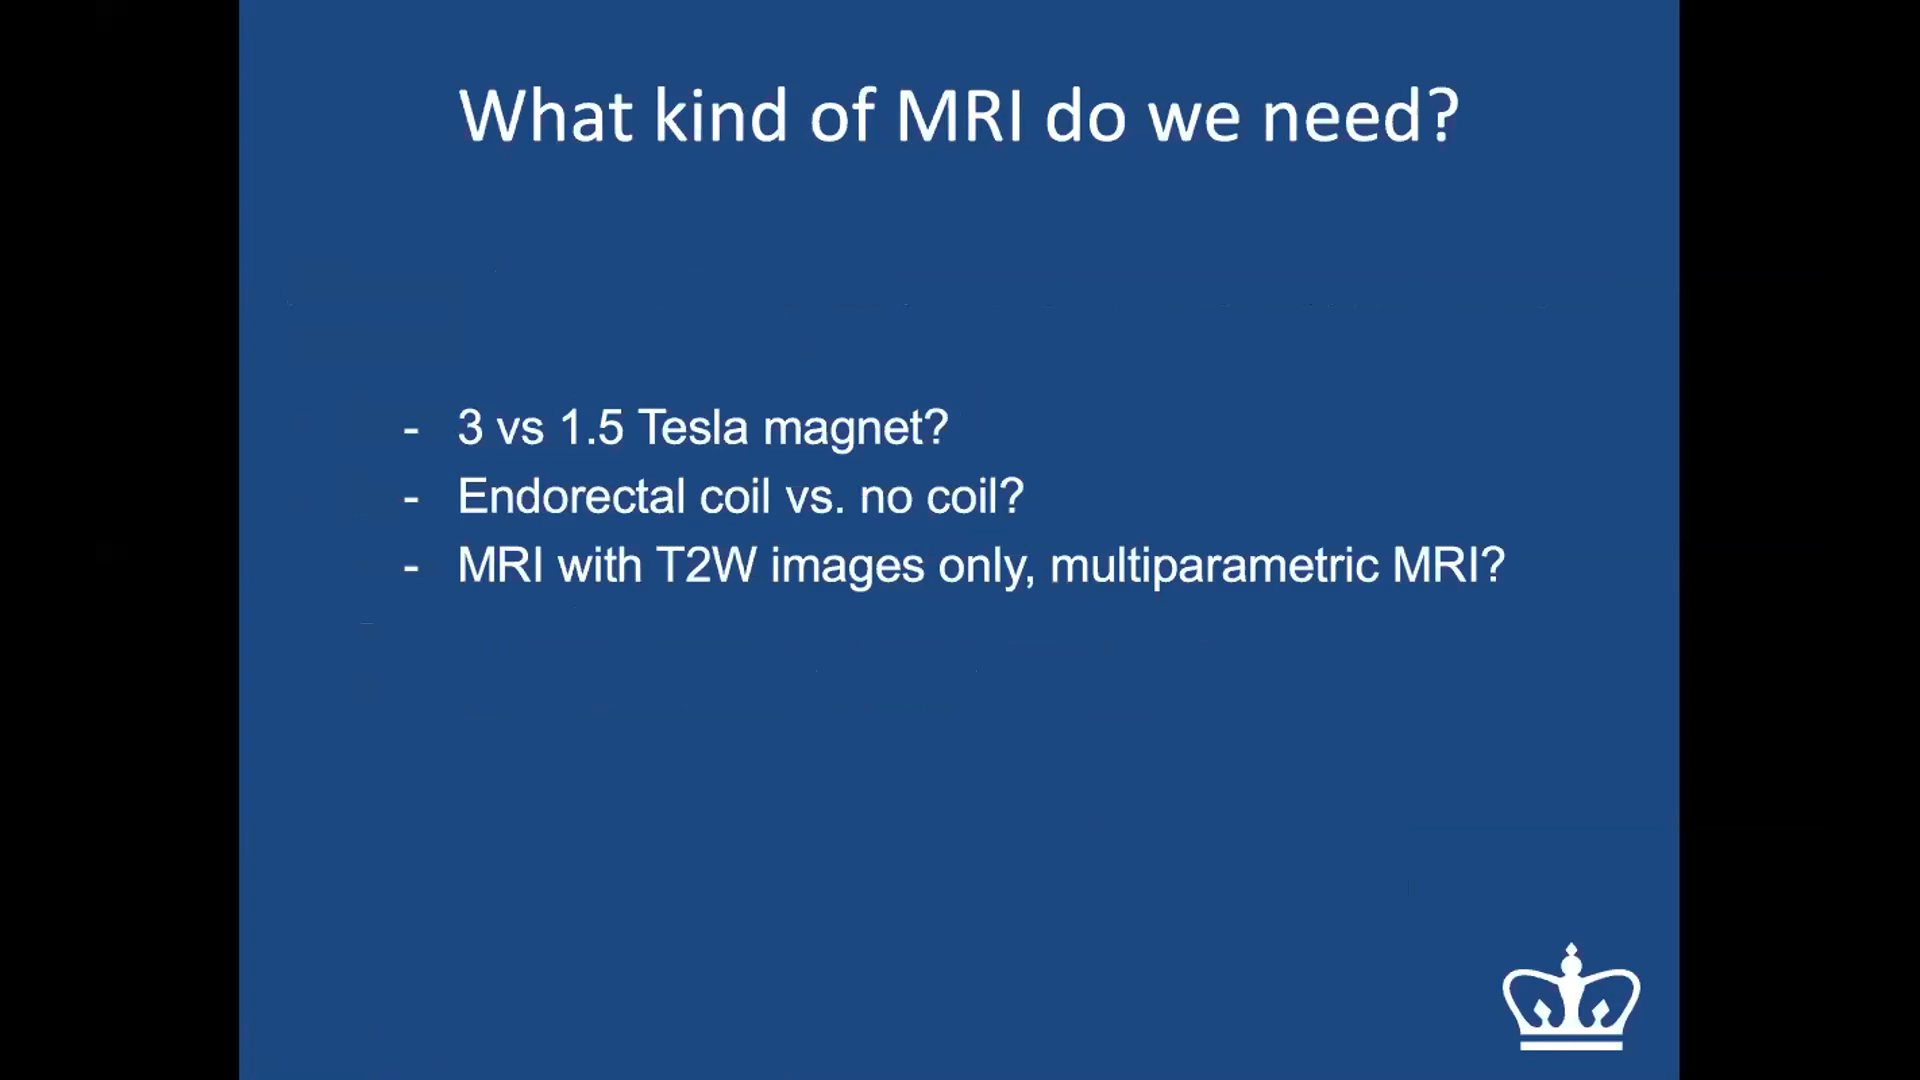 What kind of MRI do we need?
- 3 vs 1.5 Tesla magnet?
- Endorectal coil vs. no coil?
- MRI with T2W images only, multiparametric MRI?